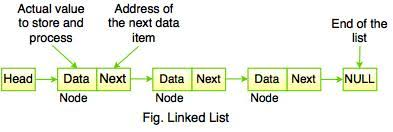 Actual value
to store and
process
Address of
the next data
item
End of the
list
Head
Data
Next
Data
Next
Data
Next
NULL
Node
Node
Node
Fig. Linked List